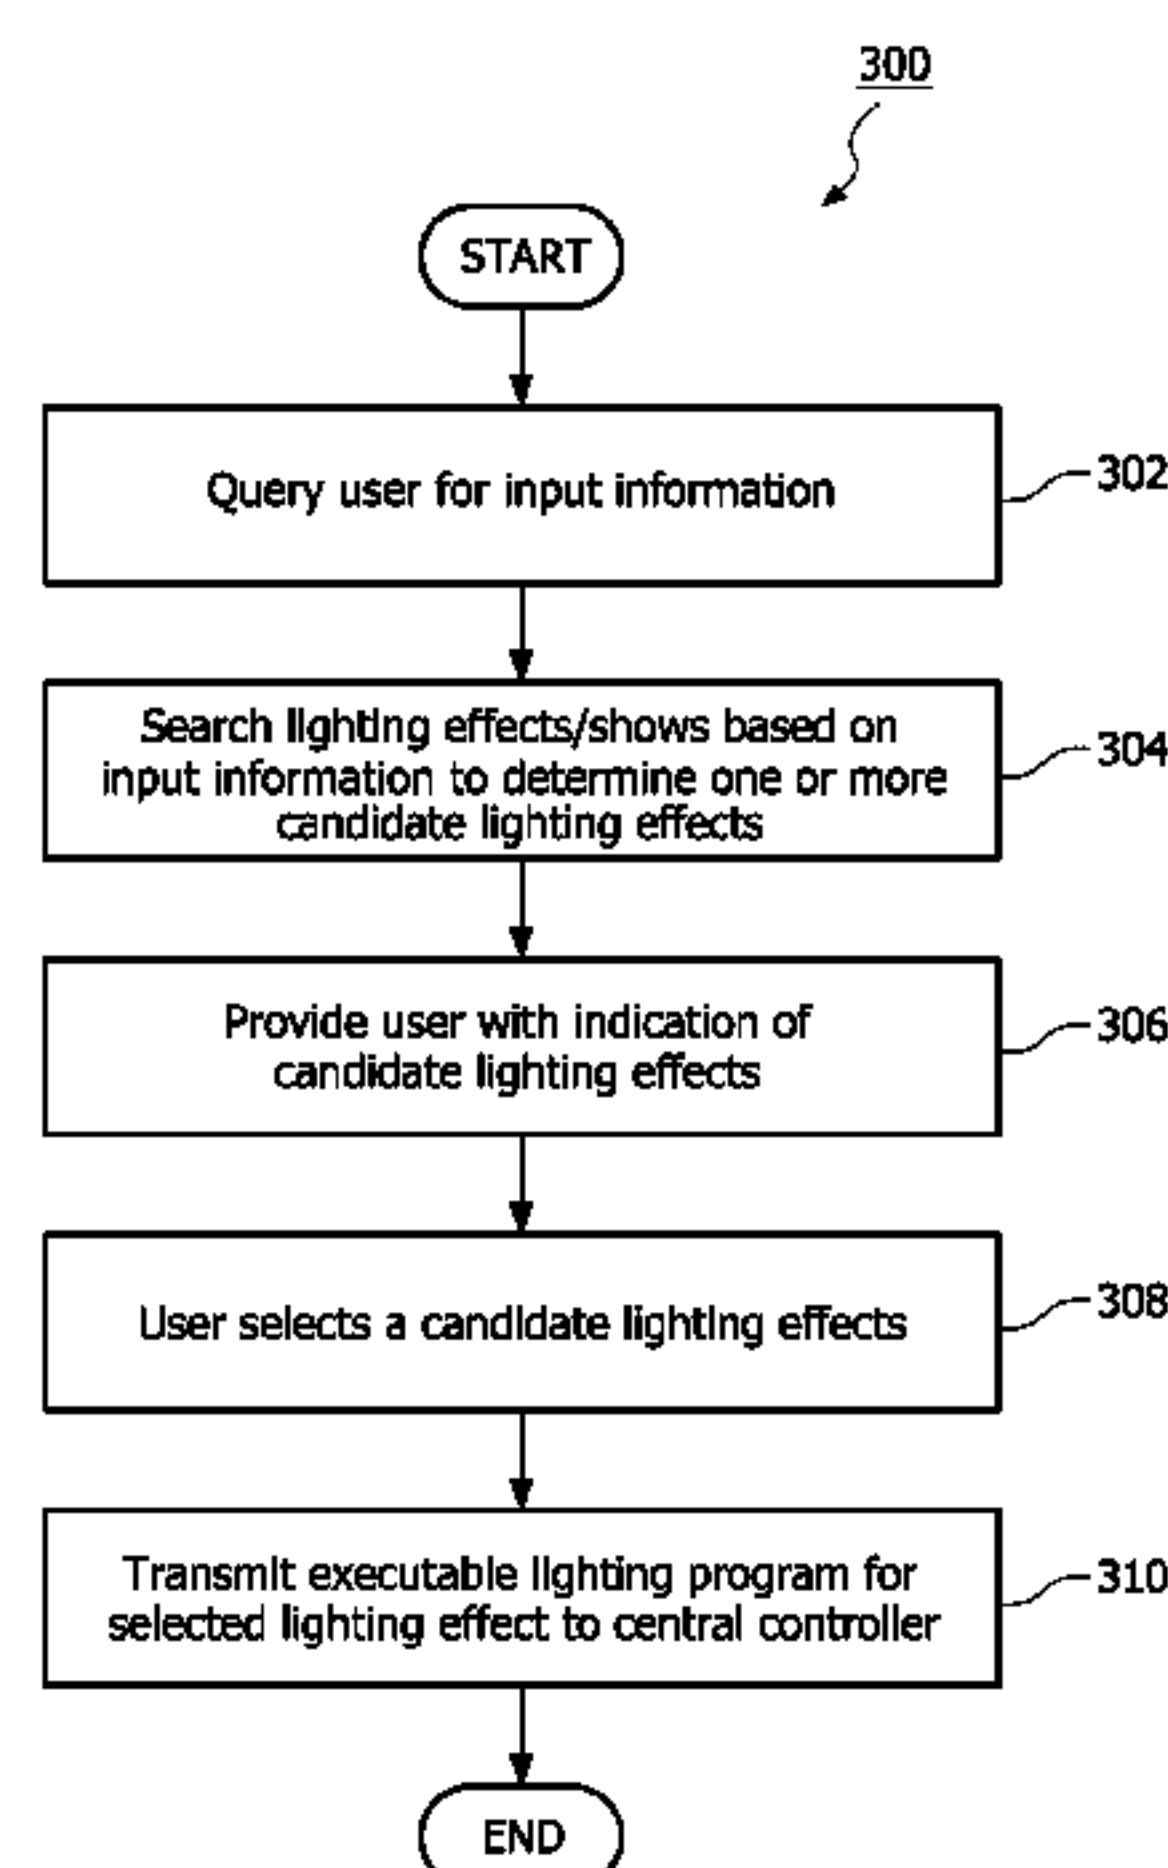 300
START
Query user for input information
302
Search lighting effects/shows based on
input information to determine one or more
candidate lighting effects
304
Provide user with indication of
candidate lighting effects
306
User selects a candidate lighting effects
308
Transmit executable lighting program for
selected lighting effect to central controller
310
END